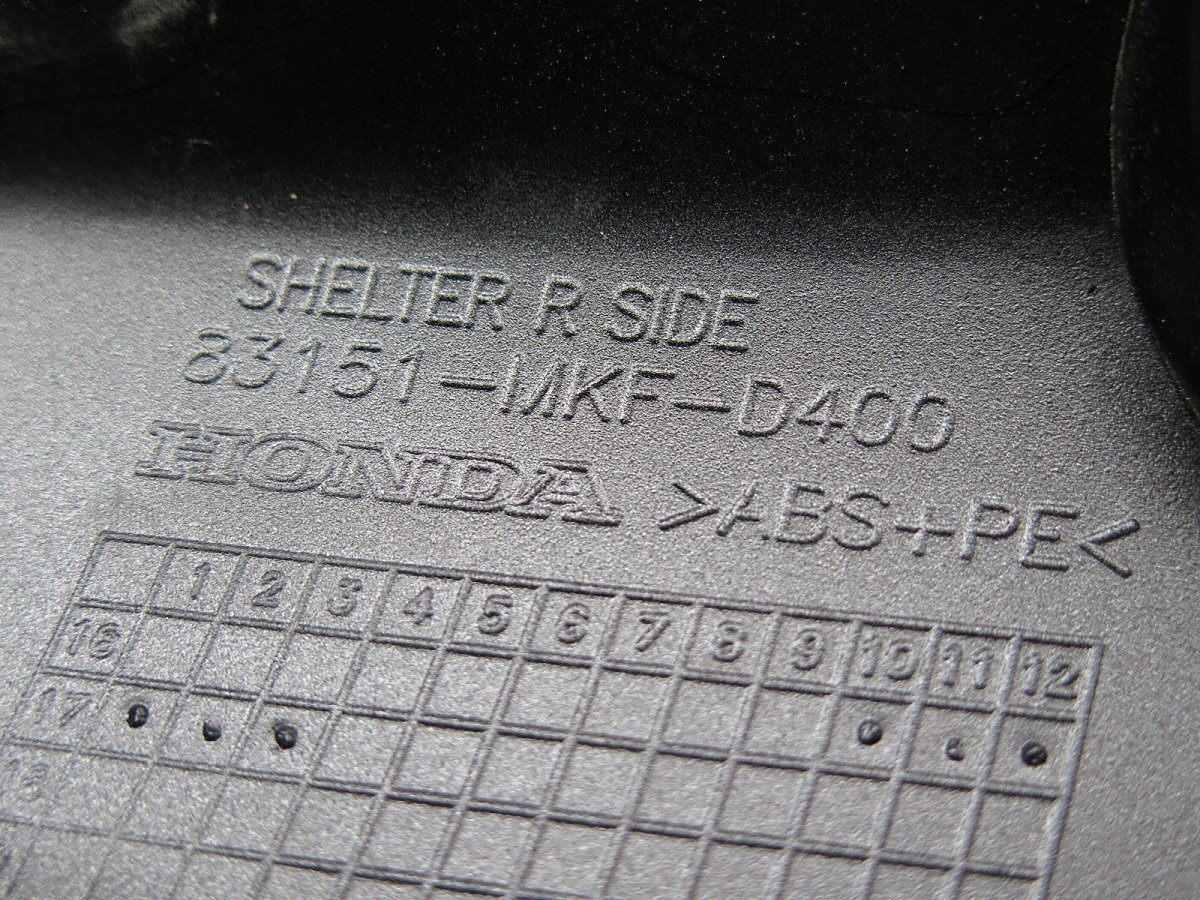 SHELTER R SIDE
83151-MKF-D400
HONDA >ABS+PE<
1 2 3 4 5 6 7 8 9 10 11 12
16
17
18